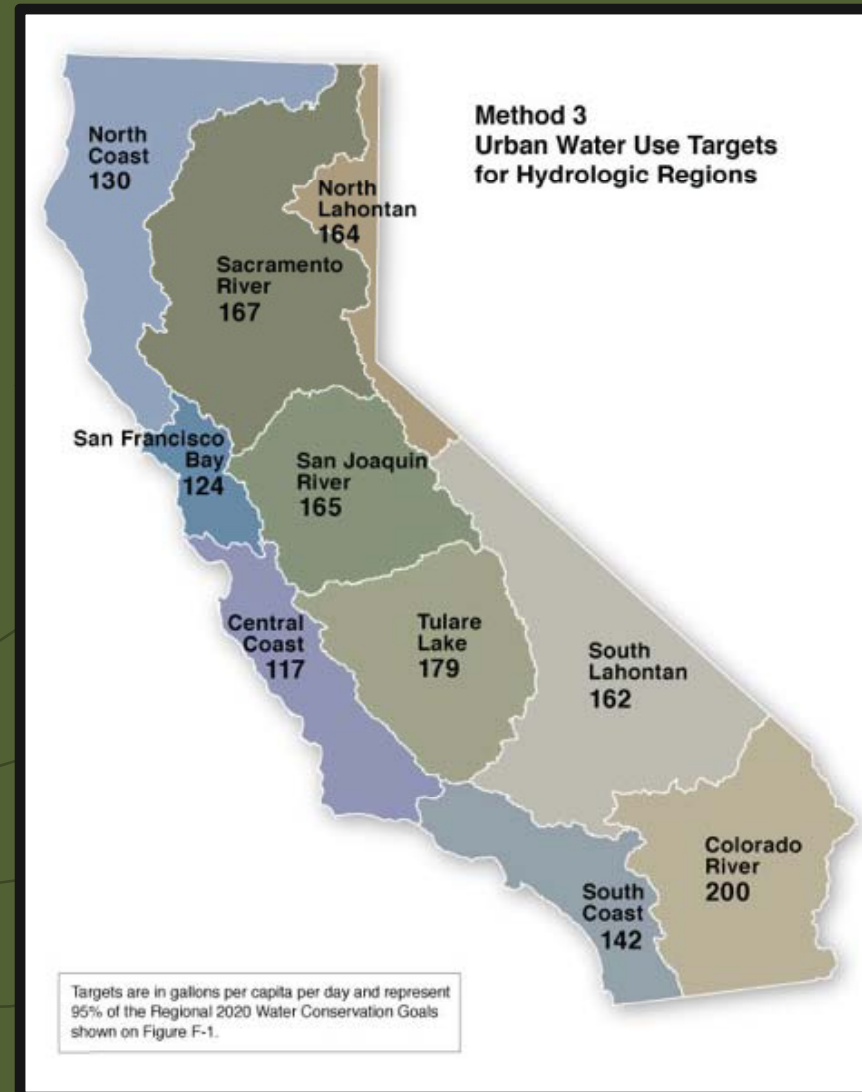 Method 3
Urban Water Use Targets
for Hydrologic Regions
North
Coast
130
North
Lahontan
164
Sacramento
River
167
San Francisco
Bay
124
San Joaquin
River
165
Central
Coast
117
Tulare
Lake
179
South
Lahontan
162
Colorado
River
200
South
Coast
142
Targets are in gallons per capita per day and represent
95% of the Regional 2020 Water Conservation Goals
shown on Figure F-1.